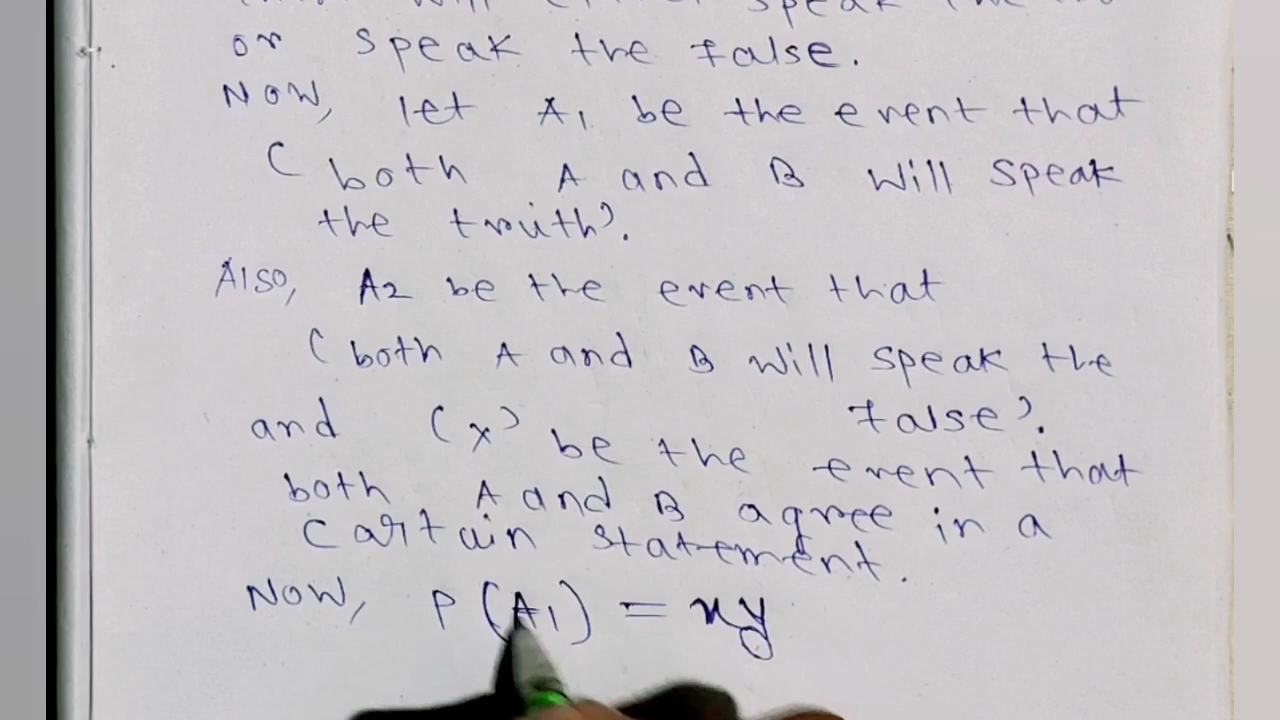 speak the
or speak the false.
Now, let A1 be the event that
( both A and B will speak
the truth).
Also, A2 be the event that
( both A and B will speak the
false).
and (x) be the event that
both A and B agree in a
certain statement.
Now, P(A1) = xy